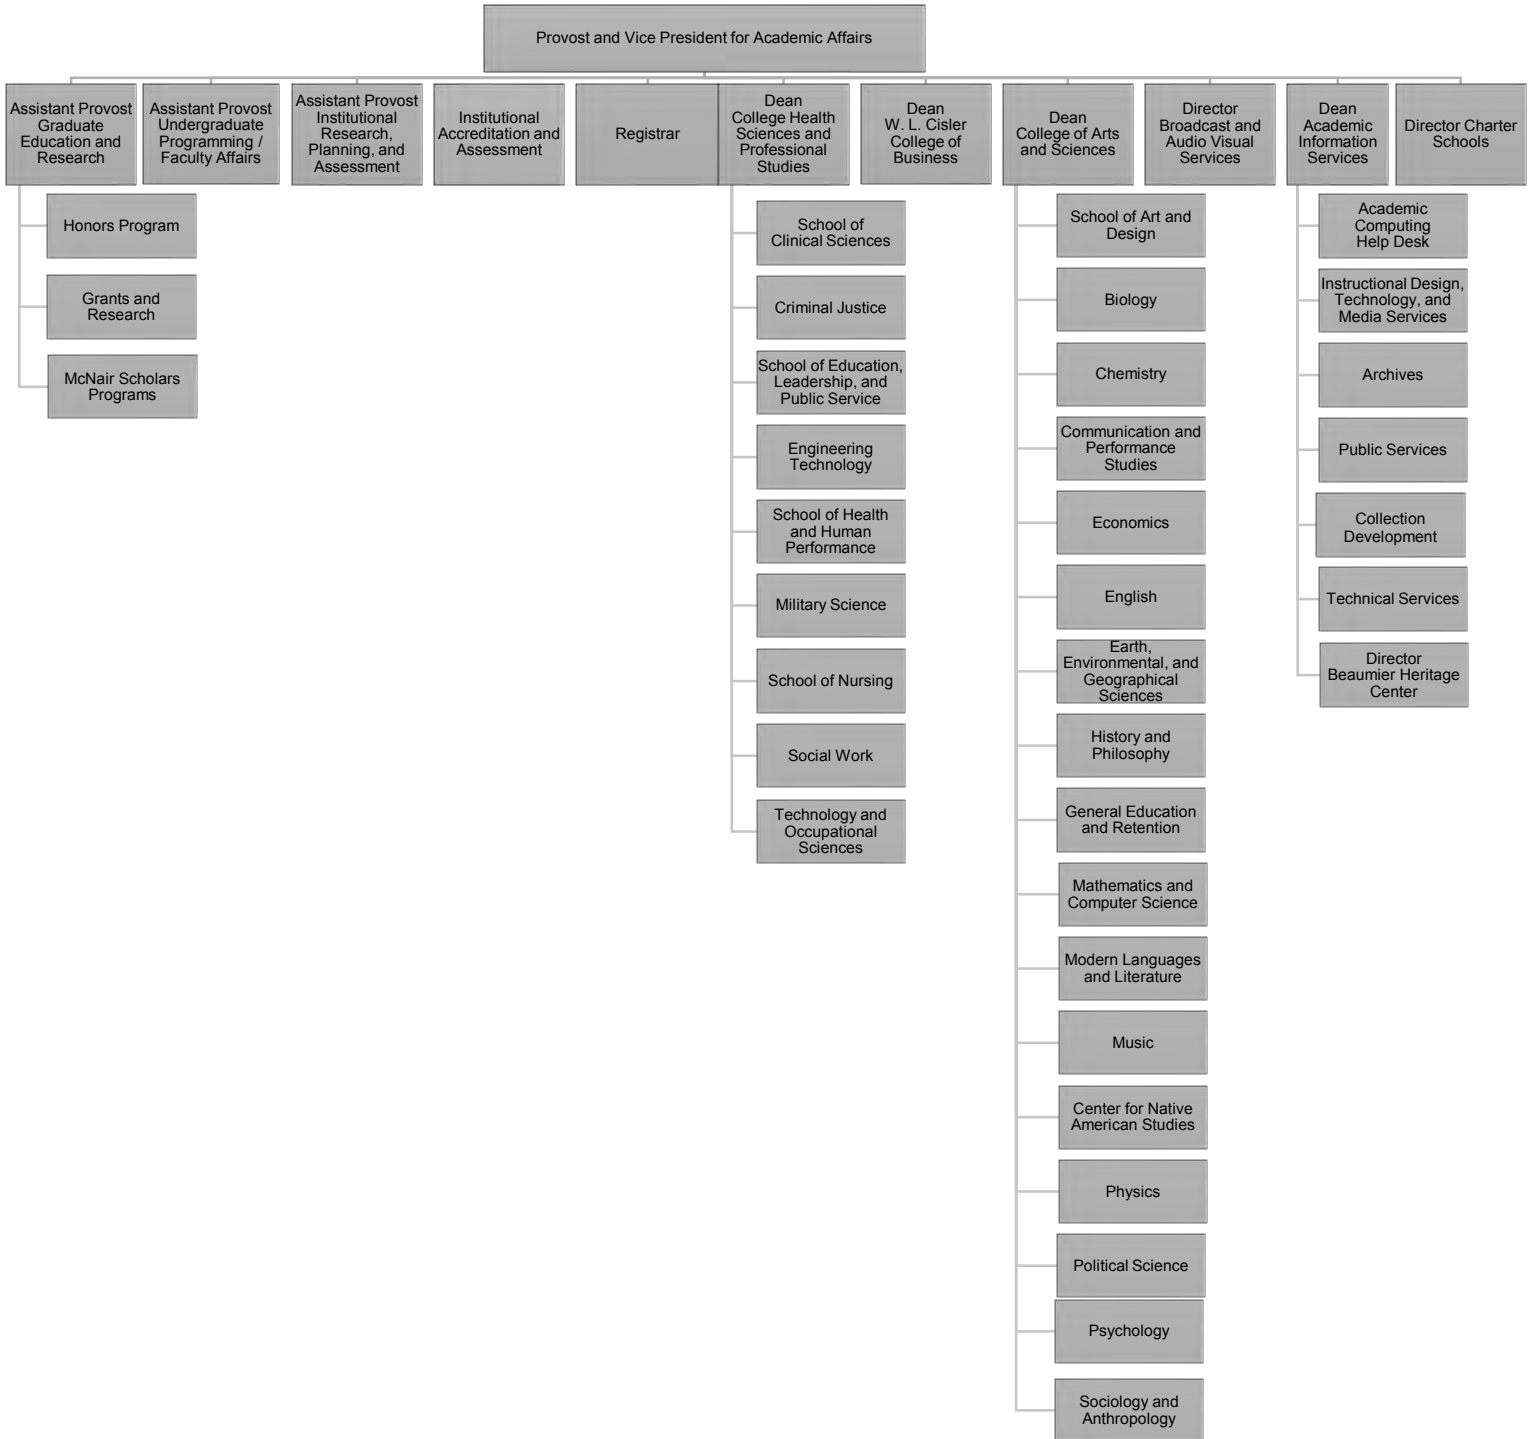 Provost and Vice President for Academic Affairs
Assistant Provost
Graduate
Education and
Research
Assistant Provost
Undergraduate
Programming /
Faculty Affairs
Assistant Provost
Institutional
Research,
Planning, and
Assessment
Institutional
Accreditation and
Assessment
Registrar
Dean
College Health
Sciences and
Professional
Studies
Dean
W. L. Cisler
College of
Business
Dean
College of Arts
and Sciences
Director
Broadcast and
Audio Visual
Services
Dean
Academic
Information
Services
Director Charter
Schools
Honors Program
Grants and
Research
McNair Scholars
Programs
School of
Clinical Sciences
Criminal Justice
School of Education,
Leadership, and
Public Service
Engineering
Technology
School of Health
and Human
Performance
Military Science
School of Nursing
Social Work
Technology and
Occupational
Sciences
School of Art and
Design
Biology
Chemistry
Communication and
Performance
Studies
Economics
English
Earth,
Environmental, and
Geographical
Sciences
History and
Philosophy
General Education
and Retention
Mathematics and
Computer Science
Modern Languages
and Literature
Music
Center for Native
American Studies
Physics
Political Science
Psychology
Sociology and
Anthropology
Academic
Computing
Help Desk
Instructional Design,
Technology, and
Media Services
Archives
Public Services
Collection
Development
Technical Services
Director
Beaumier Heritage
Center